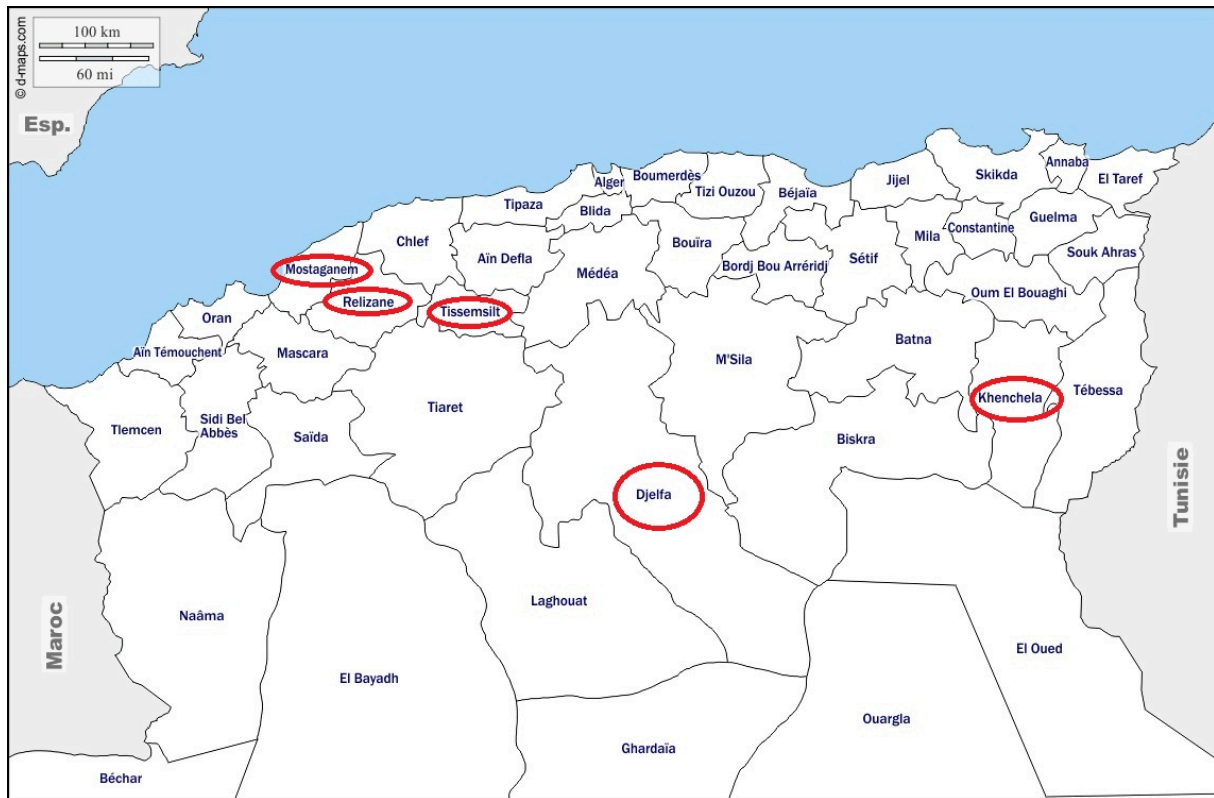 100 km
60 mi
© d-maps.com
Esp.
Annaba
Skikda
El Taref
Jijel
Boumerdès
Alger
Tizi Ouzou
Béjaïa
Tipaza
Blida
Guelma
Constantine
Mila
Chlef
Bouïra
Sétif
Souk Ahras
Aïn Defla
Médéa
Bordj Bou Arréridj
Mostaganem
Relizane
Tissemsilt
Oum El Bouaghi
Oran
Aïn Témouchent
Mascara
M'Sila
Batna
Tébessa
Khenchela
Tiaret
Sidi Bel
Abbès
Tlemcen
Saïda
Biskra
Djelfa
Tunisie
Laghouat
Naâma
Maroc
El Oued
El Bayadh
Ouargla
Ghardaïa
Béchar